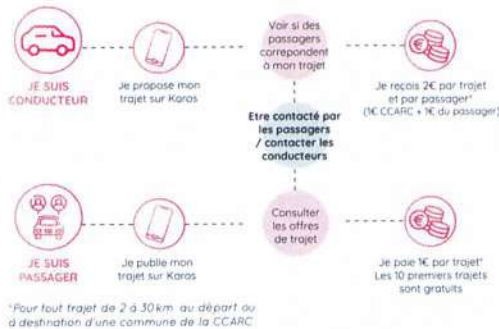 JE SUIS
CONDUCTEUR
Je propose mon
trajet sur Karos
Voir si des
passagers
correpondent
à mon trajet
Je reçois 2€ par trajet
et par passager*
(1€ CCARC + 1€ du passager)
Etre contacté par
les passagers
/ contacter les
conducteurs
JE SUIS
PASSAGER
Je publie mon
trajet sur Karos
Consulter
les offres
de trajet
Je paie 1€ par trajet*
Les 10 premiers trajets
sont gratuits
*Pour tout trajet de 2 à 30km au départ ou
à destination d'une commune de la CCARC